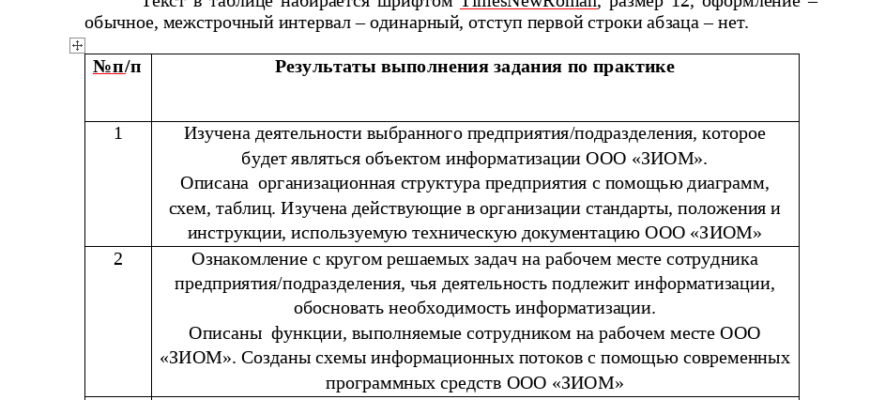 Текст в таблице набирается шрифтом TimesNewRoman, размер 12, оформление –
обычное, межстрочный интервал – одинарный, отступ первой строки абзаца – нет.
№п/п Результаты выполнения задания по практике
1 Изучена деятельности выбранного предприятия/подразделения, которое
будет являться объектом информатизации ООО «ЗИОМ».
Описана организационная структура предприятия с помощью диаграмм,
схем, таблиц. Изучена действующие в организации стандарты, положения и
инструкции, используемую техническую документацию ООО «ЗИОМ»
2 Ознакомление с кругом решаемых задач на рабочем месте сотрудника
предприятия/подразделения, чья деятельность подлежит информатизации,
обосновать необходимость информатизации.
Описаны функции, выполняемые сотрудником на рабочем месте ООО
«ЗИОМ». Созданы схемы информационных потоков с помощью современных
программных средств ООО «ЗИОМ»